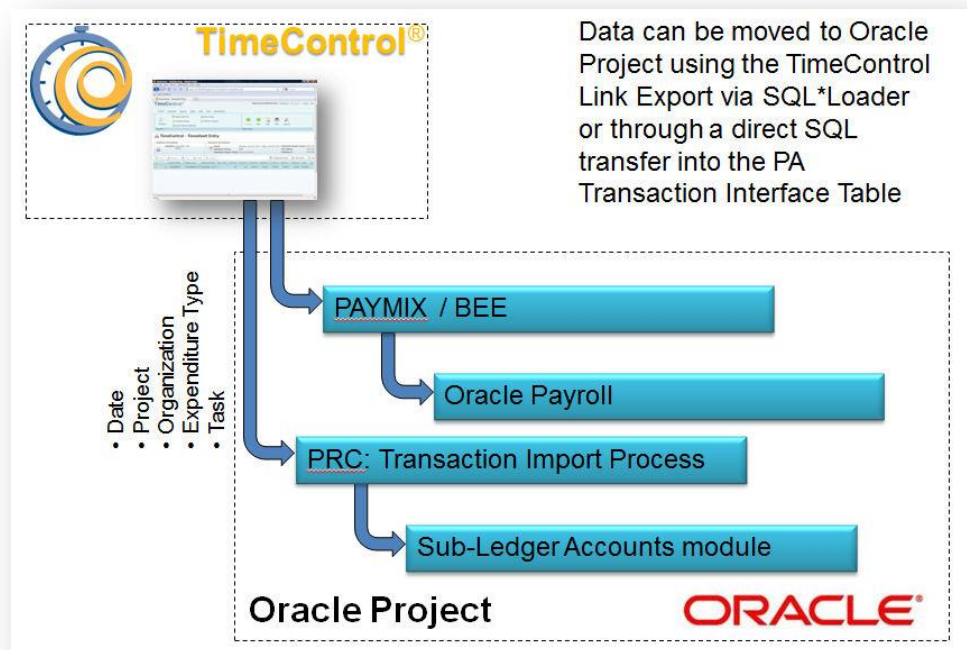 TimeControl®
Data can be moved to Oracle
Project using the TimeControl
Link Export via SQL*Loader
or through a direct SQL
transfer into the PA
Transaction Interface Table
• Date
• Project
• Organization
• Expenditure Type
• Task
PAYMIX / BEE
Oracle Payroll
PRC: Transaction Import Process
Sub-Ledger Accounts module
Oracle Project
ORACLE®